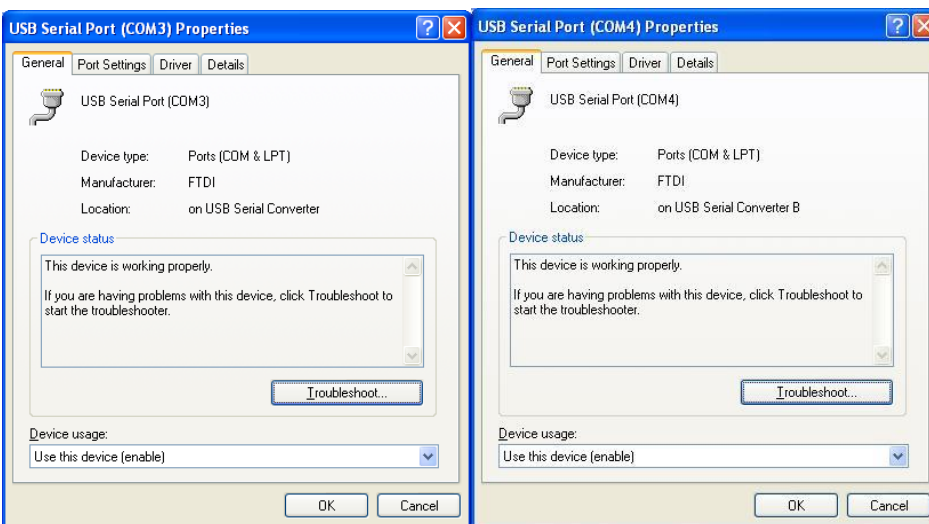 USB Serial Port (COM3) Properties
General Port Settings Driver Details
USB Serial Port (COM3)
Device type: Ports (COM & LPT)
Manufacturer: FTDI
Location: on USB Serial Converter
Device status
This device is working properly.
If you are having problems with this device, click Troubleshoot to
start the troubleshooter.
Troubleshoot...
Device usage:
Use this device (enable)
OK Cancel
USB Serial Port (COM4) Properties
General Port Settings Driver Details
USB Serial Port (COM4)
Device type: Ports (COM & LPT)
Manufacturer: FTDI
Location: on USB Serial Converter B
Device status
This device is working properly.
If you are having problems with this device, click Troubleshoot to
start the troubleshooter.
Troubleshoot...
Device usage:
Use this device (enable)
OK Cancel